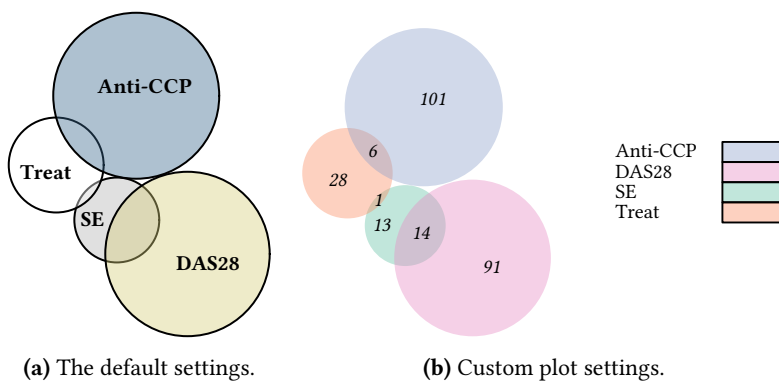 Anti-CCP
Treat
SE
DAS28
(a) The default settings.
101
6
28
1
13
14
91
(b) Custom plot settings.
Anti-CCP
DAS28
SE
Treat